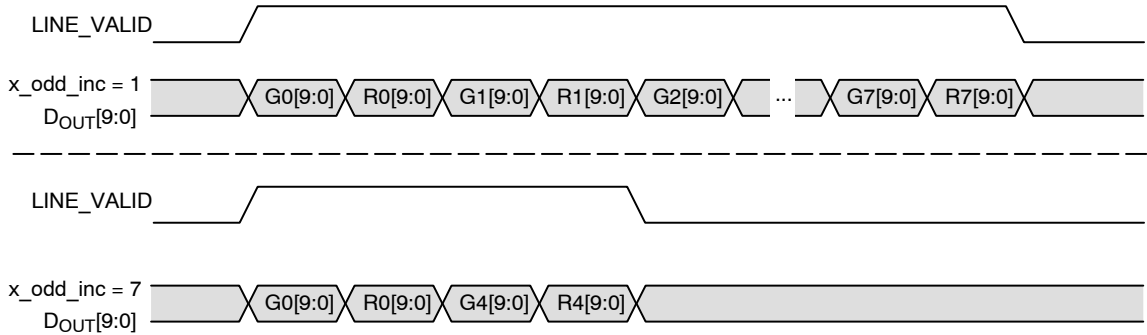 LINE_VALID
x_odd_inc = 1
G0[9:0] R0[9:0] G1[9:0] R1[9:0] G2[9:0] ... G7[9:0] R7[9:0]
DOUT[9:0]
LINE_VALID
x_odd_inc = 7
G0[9:0] R0[9:0] G4[9:0] R4[9:0]
DOUT[9:0]